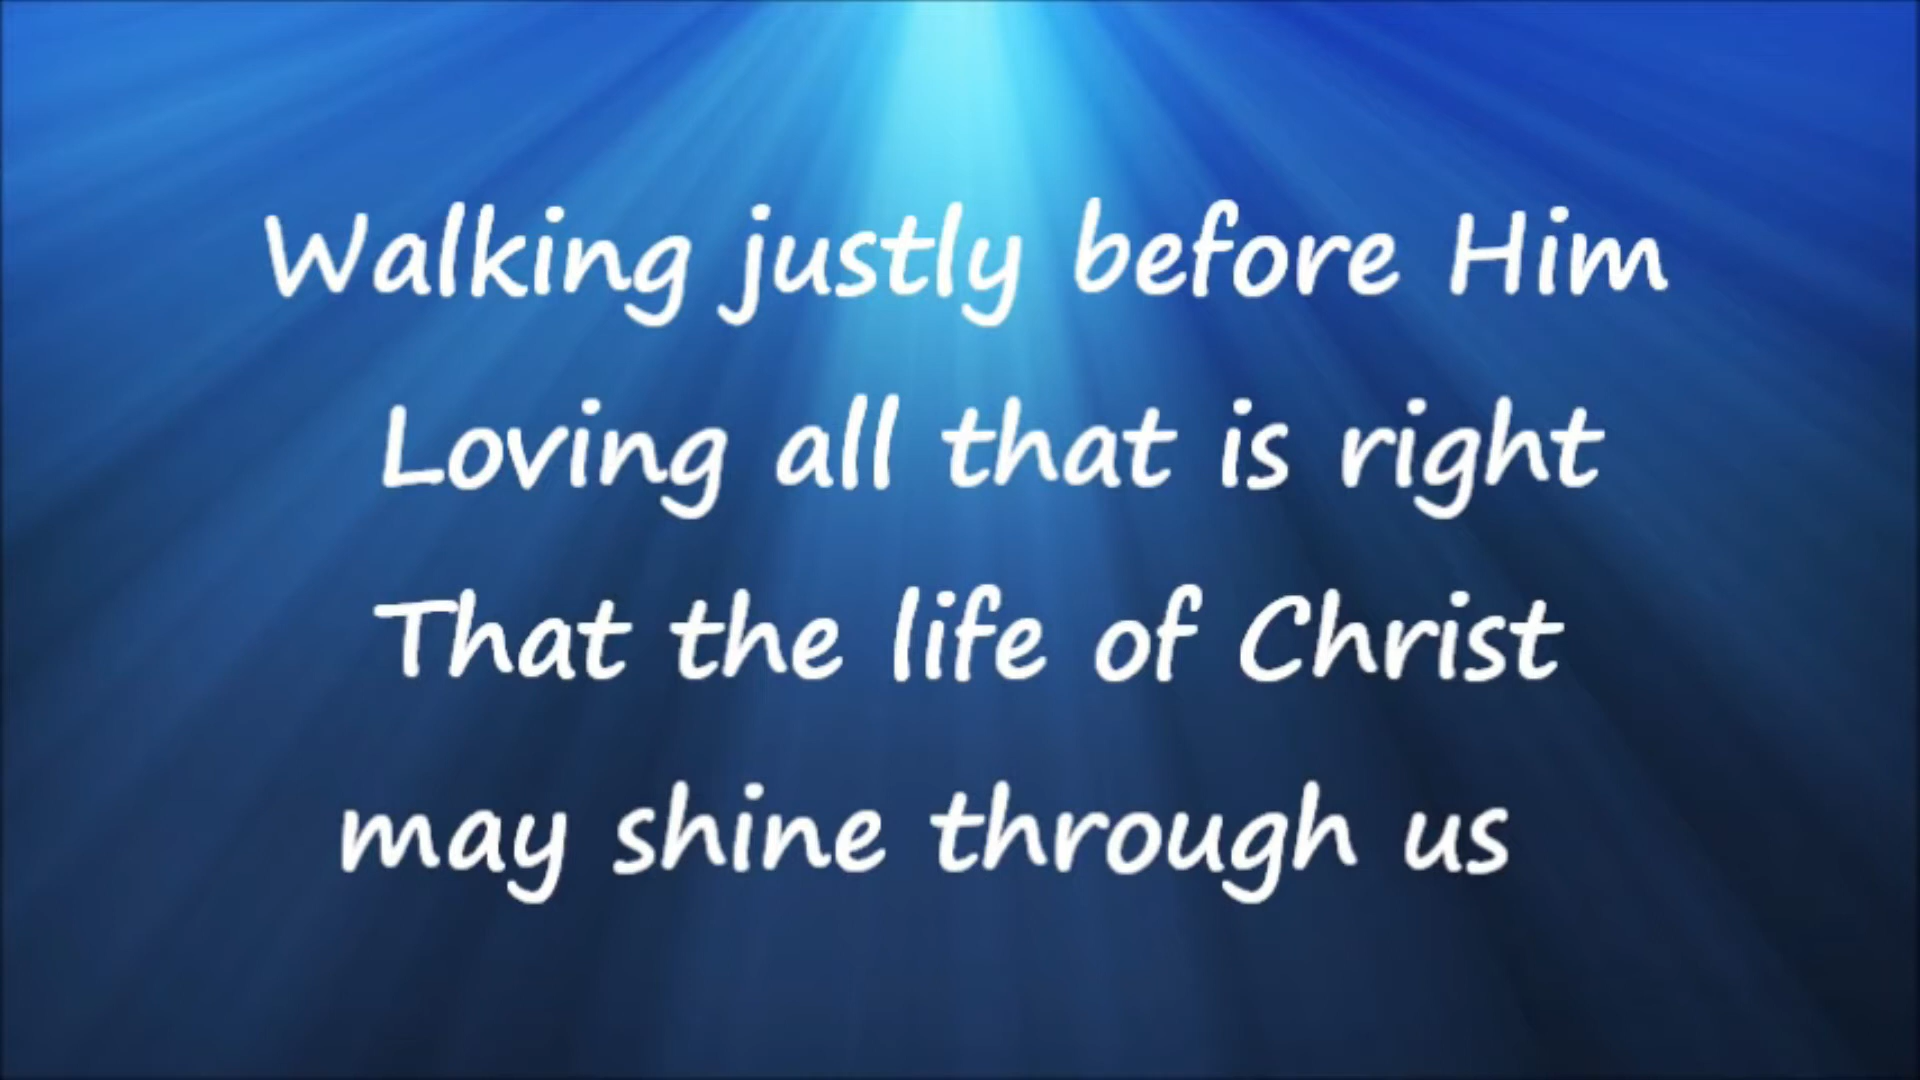 Walking justly before Him
Loving all that is right
That the life of Christ
may shine through us